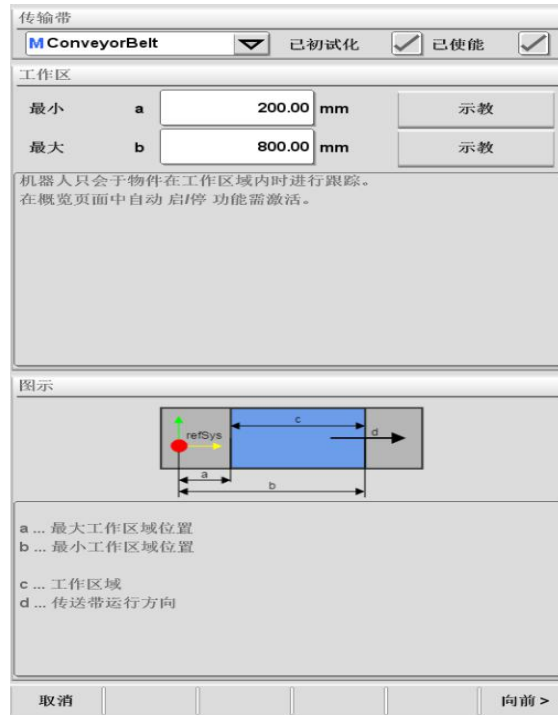 传输带
M ConveyorBelt 已初试化 已使能
工作区
最小 a 200.00 mm 示教
最大 b 800.00 mm 示教
机器人只会于物件在工作区域内时进行跟踪。
在概览页面中自动 启/停 功能需激活。
图示
c
refSys d
a
b
a ... 最大工作区域位置
b ... 最小工作区域位置
c ... 工作区域
d ... 传送带运行方向
取消 向前 >